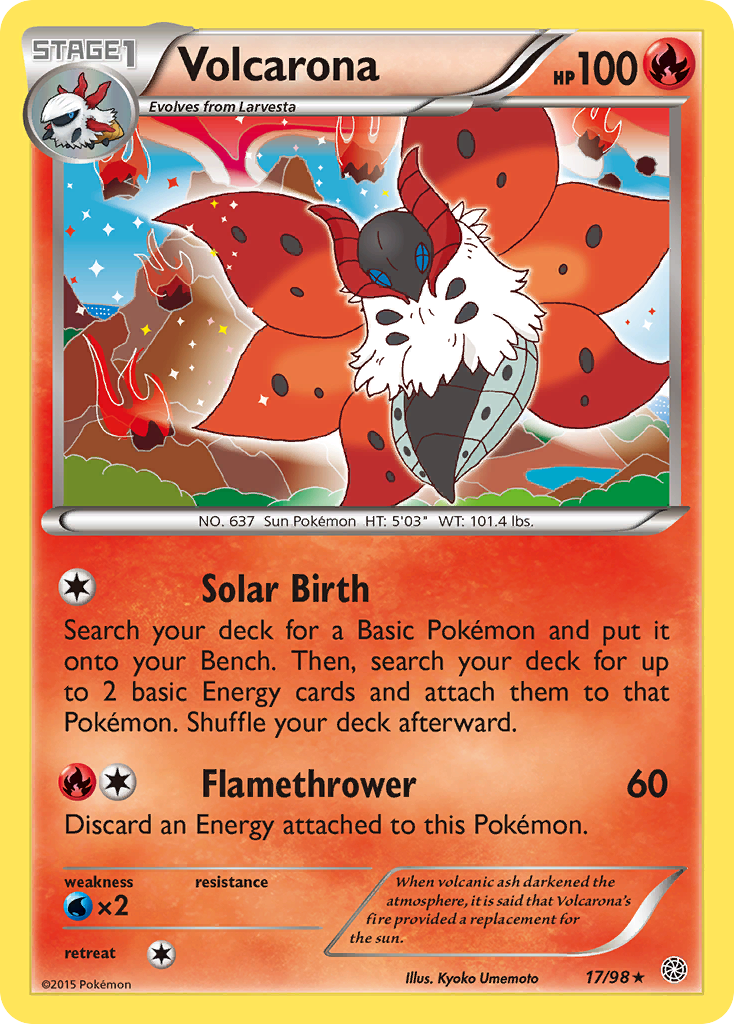 STAGE1
Volcarona
HP100
Evolves from Larvesta
NO. 637 Sun Pokémon HT: 5'03" WT: 101.4 lbs.
Solar Birth
Search your deck for a Basic Pokémon and put it
onto your Bench. Then, search your deck for up
to 2 basic Energy cards and attach them to that
Pokémon. Shuffle your deck afterward.
Flamethrower 60
Discard an Energy attached to this Pokémon.
weakness resistance
×2
When volcanic ash darkened the
atmosphere, it is said that Volcarona's
fire provided a replacement for
the sun.
retreat
©2015 Pokémon Illus. Kyoko Umemoto 17/98 ★